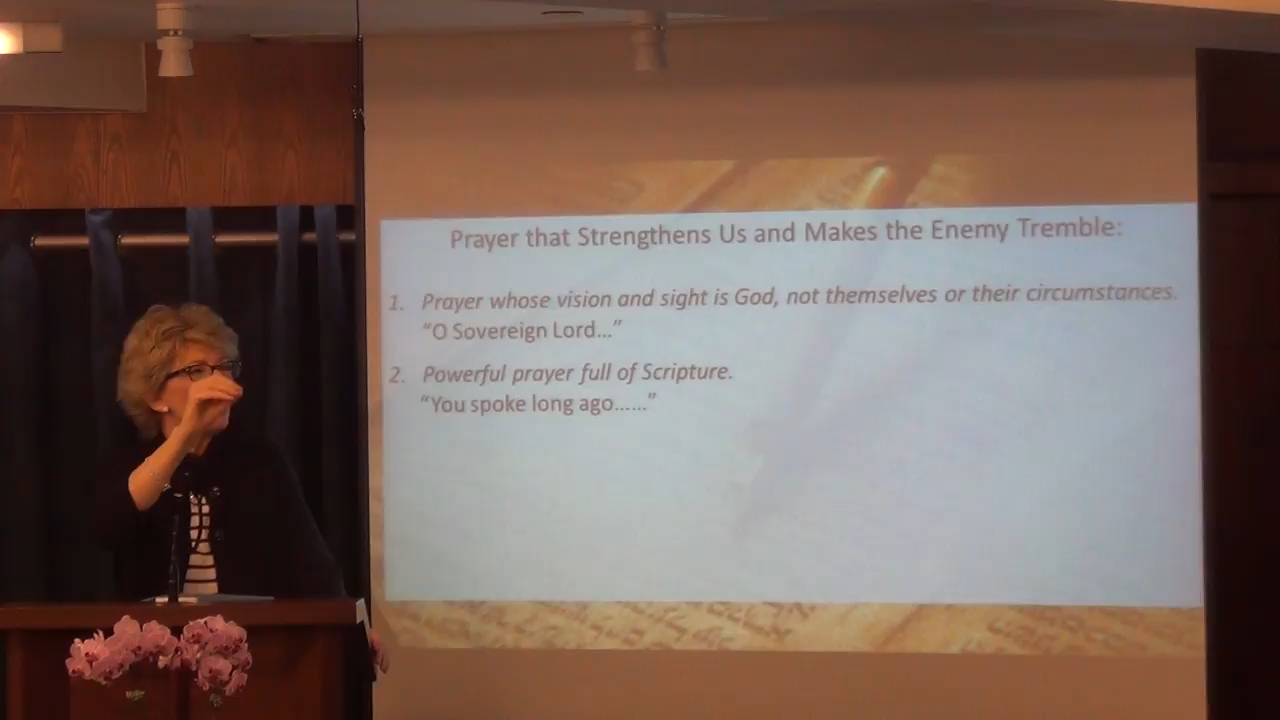 Prayer that Strengthens Us and Makes the Enemy Tremble:
1. Prayer whose vision and sight is God, not themselves or their circumstances.
“O Sovereign Lord...”
2. Powerful prayer full of Scripture.
“You spoke long ago......”